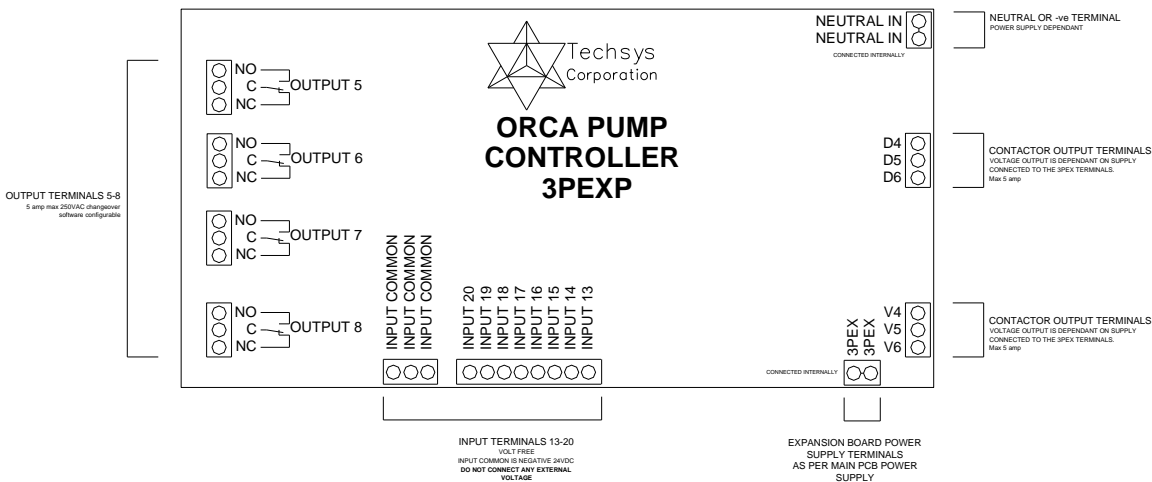 NEUTRAL IN
NEUTRAL IN
CONNECTED INTERNALLY
NEUTRAL OR -ve TERMINAL
POWER SUPPLY DEPENDANT
Techsys
Corporation
ORCA PUMP
CONTROLLER
3PEXP
NO
C
NC
OUTPUT 5
NO
C
NC
OUTPUT 6
NO
C
NC
OUTPUT 7
NO
C
NC
OUTPUT 8
OUTPUT TERMINALS 5-8
5 amp max 250VAC changeover
software configurable
D4
D5
D6
CONTACTOR OUTPUT TERMINALS
VOLTAGE OUTPUT IS DEPENDANT ON SUPPLY
CONNECTED TO THE 3PEX TERMINALS.
Max 5 amp
INPUT COMMON
INPUT COMMON
INPUT COMMON
INPUT 20
INPUT 19
INPUT 18
INPUT 17
INPUT 16
INPUT 15
INPUT 14
INPUT 13
3PEX
3PEX
CONNECTED INTERNALLY
V4
V5
V6
CONTACTOR OUTPUT TERMINALS
VOLTAGE OUTPUT IS DEPENDANT ON SUPPLY
CONNECTED TO THE 3PEX TERMINALS.
Max 5 amp
INPUT TERMINALS 13-20
VOLT FREE
INPUT COMMON IS NEGATIVE 24VDC
DO NOT CONNECT ANY EXTERNAL
VOLTAGE
EXPANSION BOARD POWER
SUPPLY TERMINALS
AS PER MAIN PCB POWER
SUPPLY